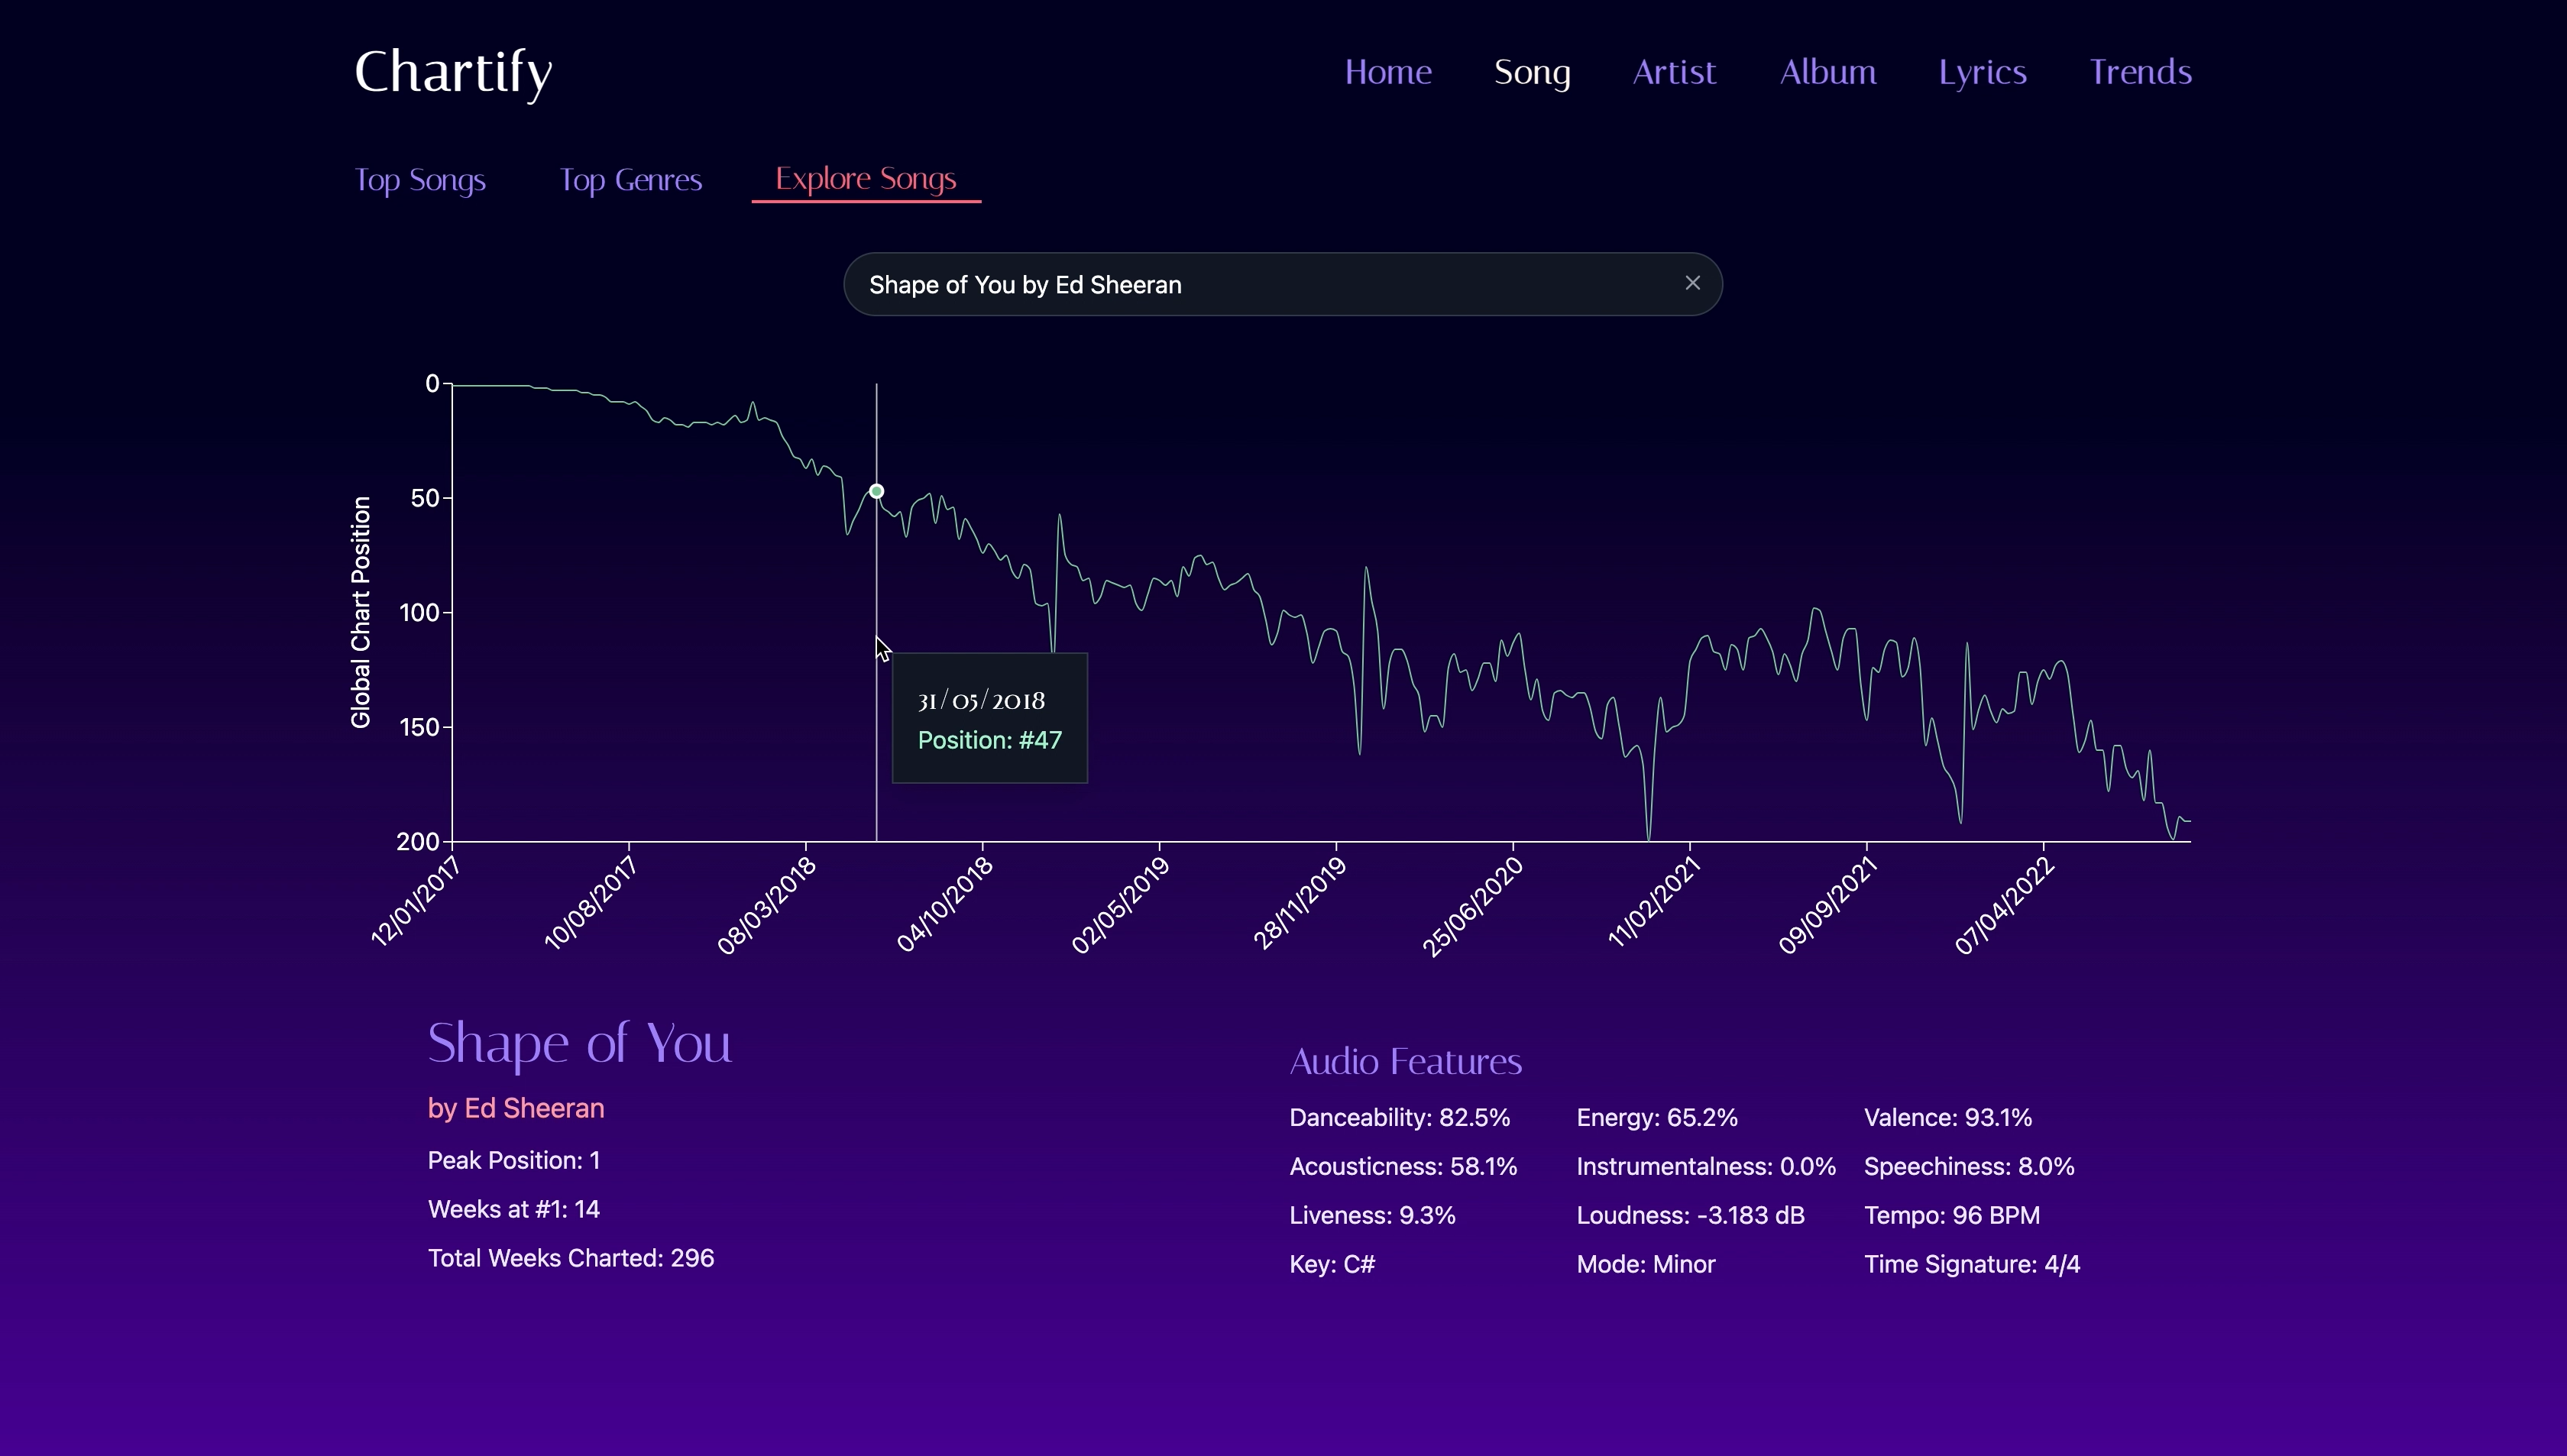 Chartify
Home Song Artist Album Lyrics Trends
Top Songs Top Genres Explore Songs
Shape of You by Ed Sheeran
Global Chart Position
0
50
100
150
200
31/05/2018
Position: #47
12/01/2017 10/08/2017 08/03/2018 04/10/2018 02/05/2019 28/11/2019 25/06/2020 11/02/2021 09/09/2021 07/04/2022
Shape of You
by Ed Sheeran
Peak Position: 1
Weeks at #1: 14
Total Weeks Charted: 296
Audio Features
Danceability: 82.5% Energy: 65.2% Valence: 93.1%
Acousticness: 58.1% Instrumentalness: 0.0% Speechiness: 8.0%
Liveness: 9.3% Loudness: -3.183 dB Tempo: 96 BPM
Key: C# Mode: Minor Time Signature: 4/4